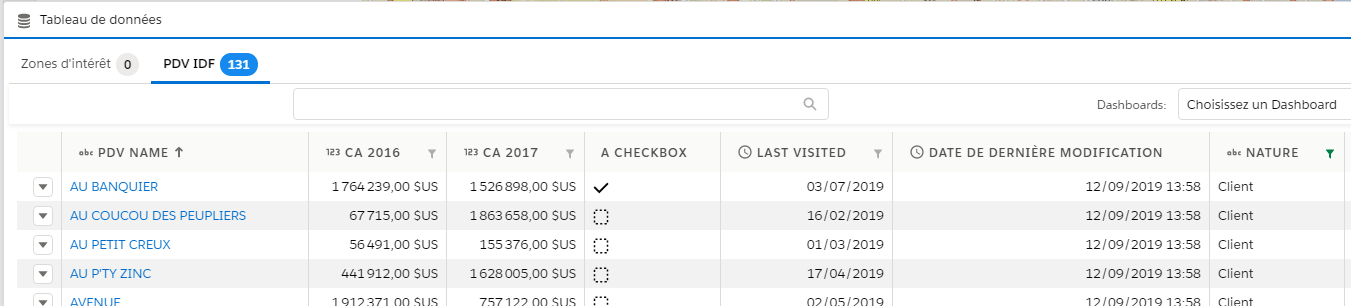 Tableau de données
Zones d'intérêt 0 PDV IDF 131
Dashboards: Choisissez un Dashboard
abc PDV NAME 123 CA 2016 123 CA 2017 A CHECKBOX LAST VISITED DATE DE DERNIÈRE MODIFICATION abc NATURE
AU BANQUIER 1 764 239,00 $US 1 526 898,00 $US 03/07/2019 12/09/2019 13:58 Client
AU COUCOU DES PEUPLIERS 67 715,00 $US 1 863 658,00 $US 16/02/2019 12/09/2019 13:58 Client
AU PETIT CREUX 56 491,00 $US 155 376,00 $US 01/03/2019 12/09/2019 13:58 Client
AU P'TY ZINC 441 912,00 $US 1 628 005,00 $US 17/04/2019 12/09/2019 13:58 Client
AVENUE 1 912 371,00 $US 757 122,00 $US 02/05/2019 12/09/2019 13:58 Client